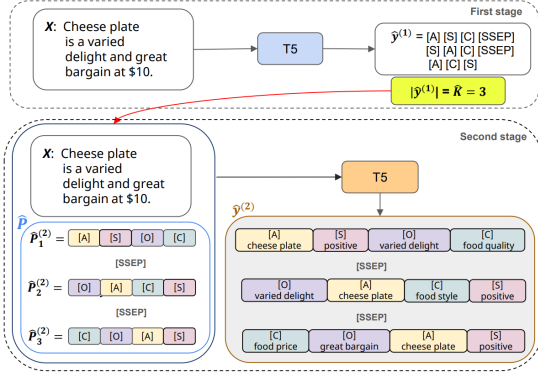 First stage
X: Cheese plate
is a varied
delight and great
bargain at $10.
T5
ŷ⁽¹⁾ = [A] [S] [C] [SSEP]
[S] [A] [C] [SSEP]
[A] [C] [S]
|ŷ⁽¹⁾| = K̂ = 3
Second stage
X: Cheese plate
is a varied
delight and great
bargain at $10.
T5
P̂
P̂₁⁽²⁾ = [A] [S] [O] [C]
[SSEP]
P̂₂⁽²⁾ = [O] [A] [C] [S]
[SSEP]
P̂₃⁽²⁾ = [C] [O] [A] [S]
ŷ⁽²⁾
[A] [S] [O] [C]
cheese plate positive varied delight food quality
[SSEP]
[O] [A] [C] [S]
varied delight cheese plate food style positive
[SSEP]
[C] [O] [A] [S]
food price great bargain cheese plate positive